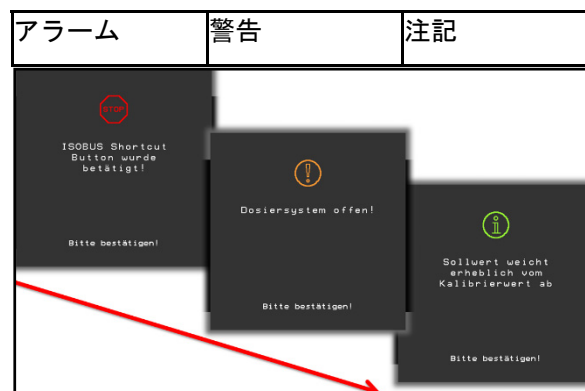 アラーム 警告 注記
STOP
ISOBUS Shortcut
Button wurde
betätigt!
Bitte bestätigen!
Dosiersystem offen!
Bitte bestätigen!
Sollwert weicht
erheblich vom
Kalibrierwert ab
Bitte bestätigen!